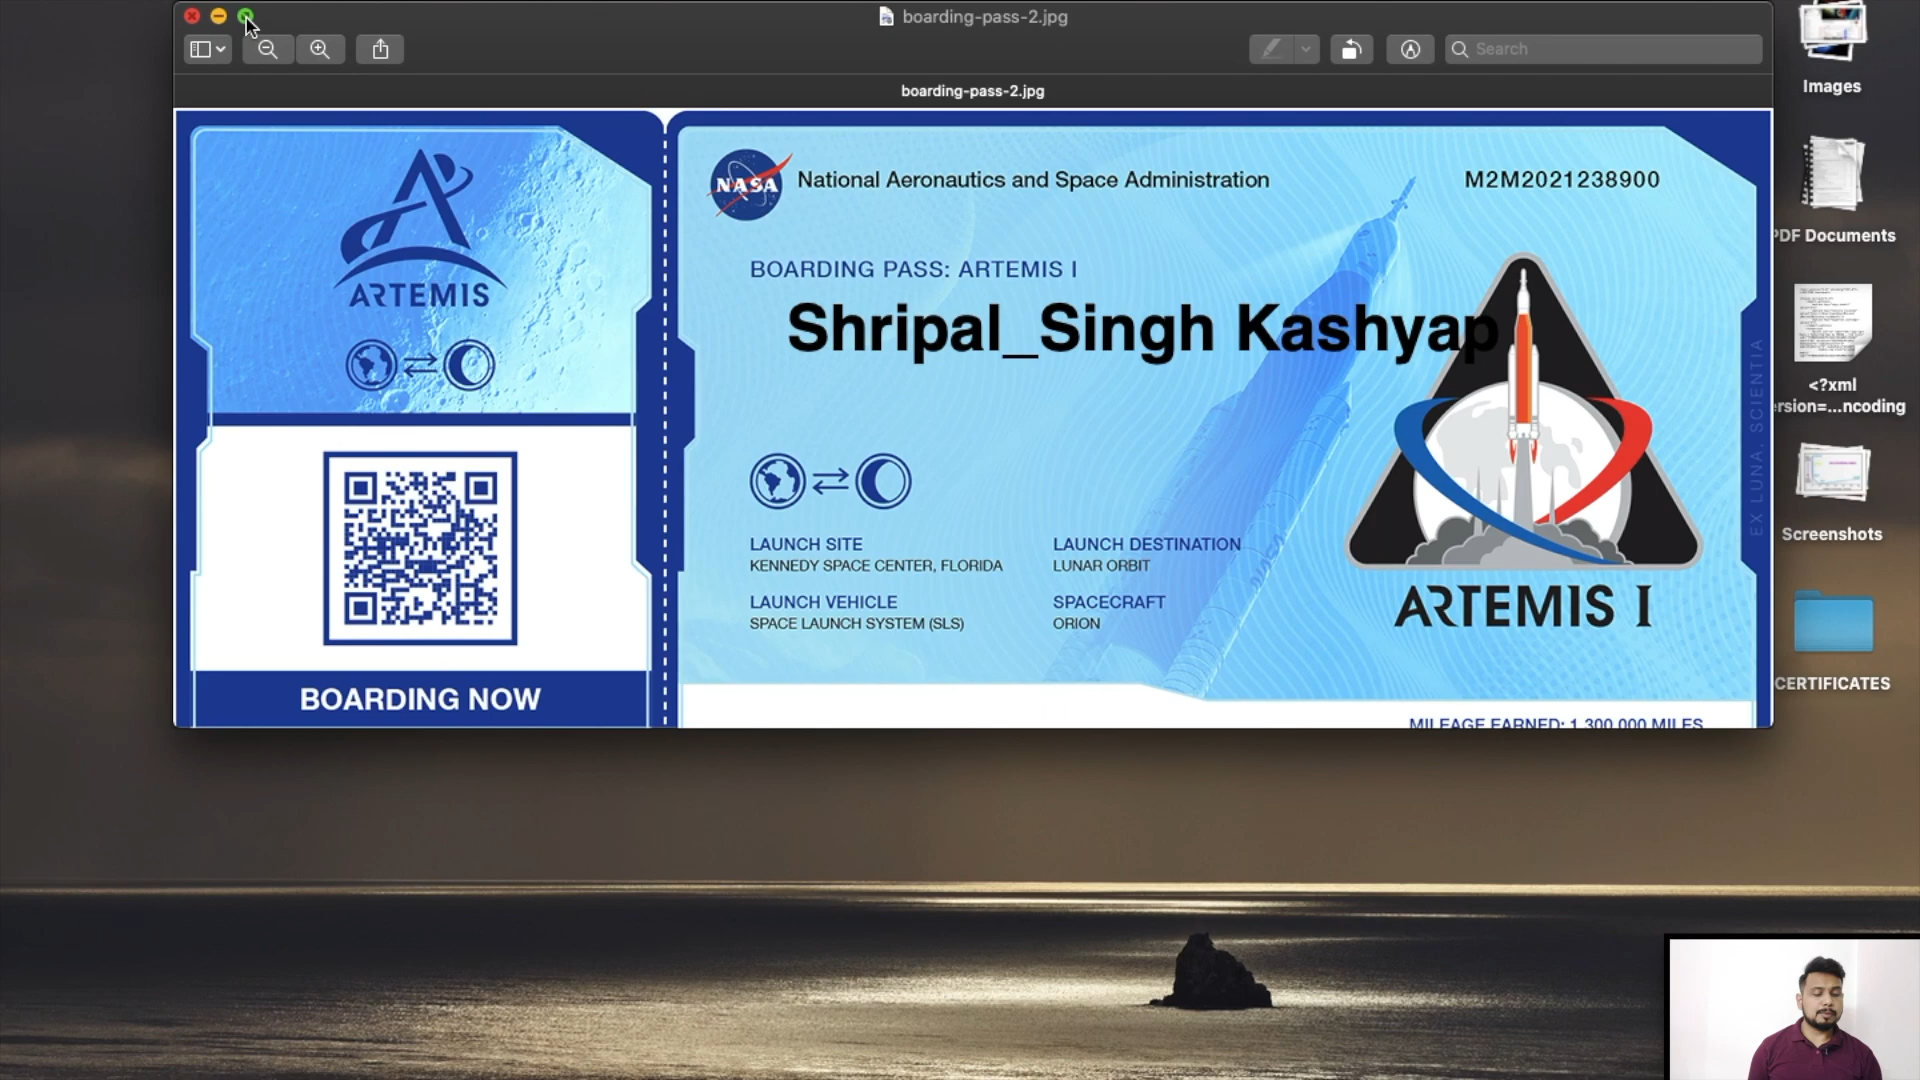 boarding-pass-2.jpg
Search
boarding-pass-2.jpg
ARTEMIS
BOARDING NOW
NASA
National Aeronautics and Space Administration
M2M2021238900
BOARDING PASS: ARTEMIS I
Shripal_Singh Kashyap
LAUNCH SITE
KENNEDY SPACE CENTER, FLORIDA
LAUNCH DESTINATION
LUNAR ORBIT
LAUNCH VEHICLE
SPACE LAUNCH SYSTEM (SLS)
SPACECRAFT
ORION
ARTEMIS I
EX LUNA, SCIENTIA
MILEAGE EARNED: 1,300,000 MILES
Images
PDF Documents
<?xml
ersion=...ncoding
Screenshots
CERTIFICATES